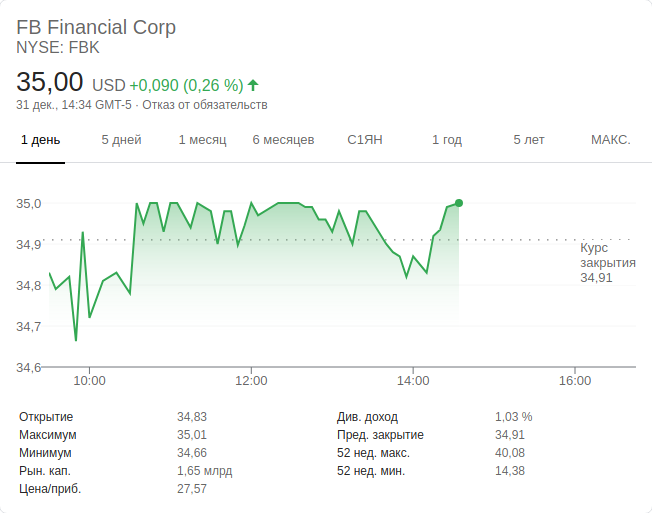 FB Financial Corp
NYSE: FBK
35,00 USD +0,090 (0,26 %)
31 дек., 14:34 GMT-5 · Отказ от обязательств
1 день 5 дней 1 месяц 6 месяцев С1ЯН 1 год 5 лет МАКС.
35,0
34,9
34,8
34,7
34,6
Курс
закрытия
34,91
10:00 12:00 14:00 16:00
Открытие 34,83
Максимум 35,01
Минимум 34,66
Рын. кап. 1,65 млрд
Цена/приб. 27,57
Див. доход 1,03 %
Пред. закрытие 34,91
52 нед. макс. 40,08
52 нед. мин. 14,38